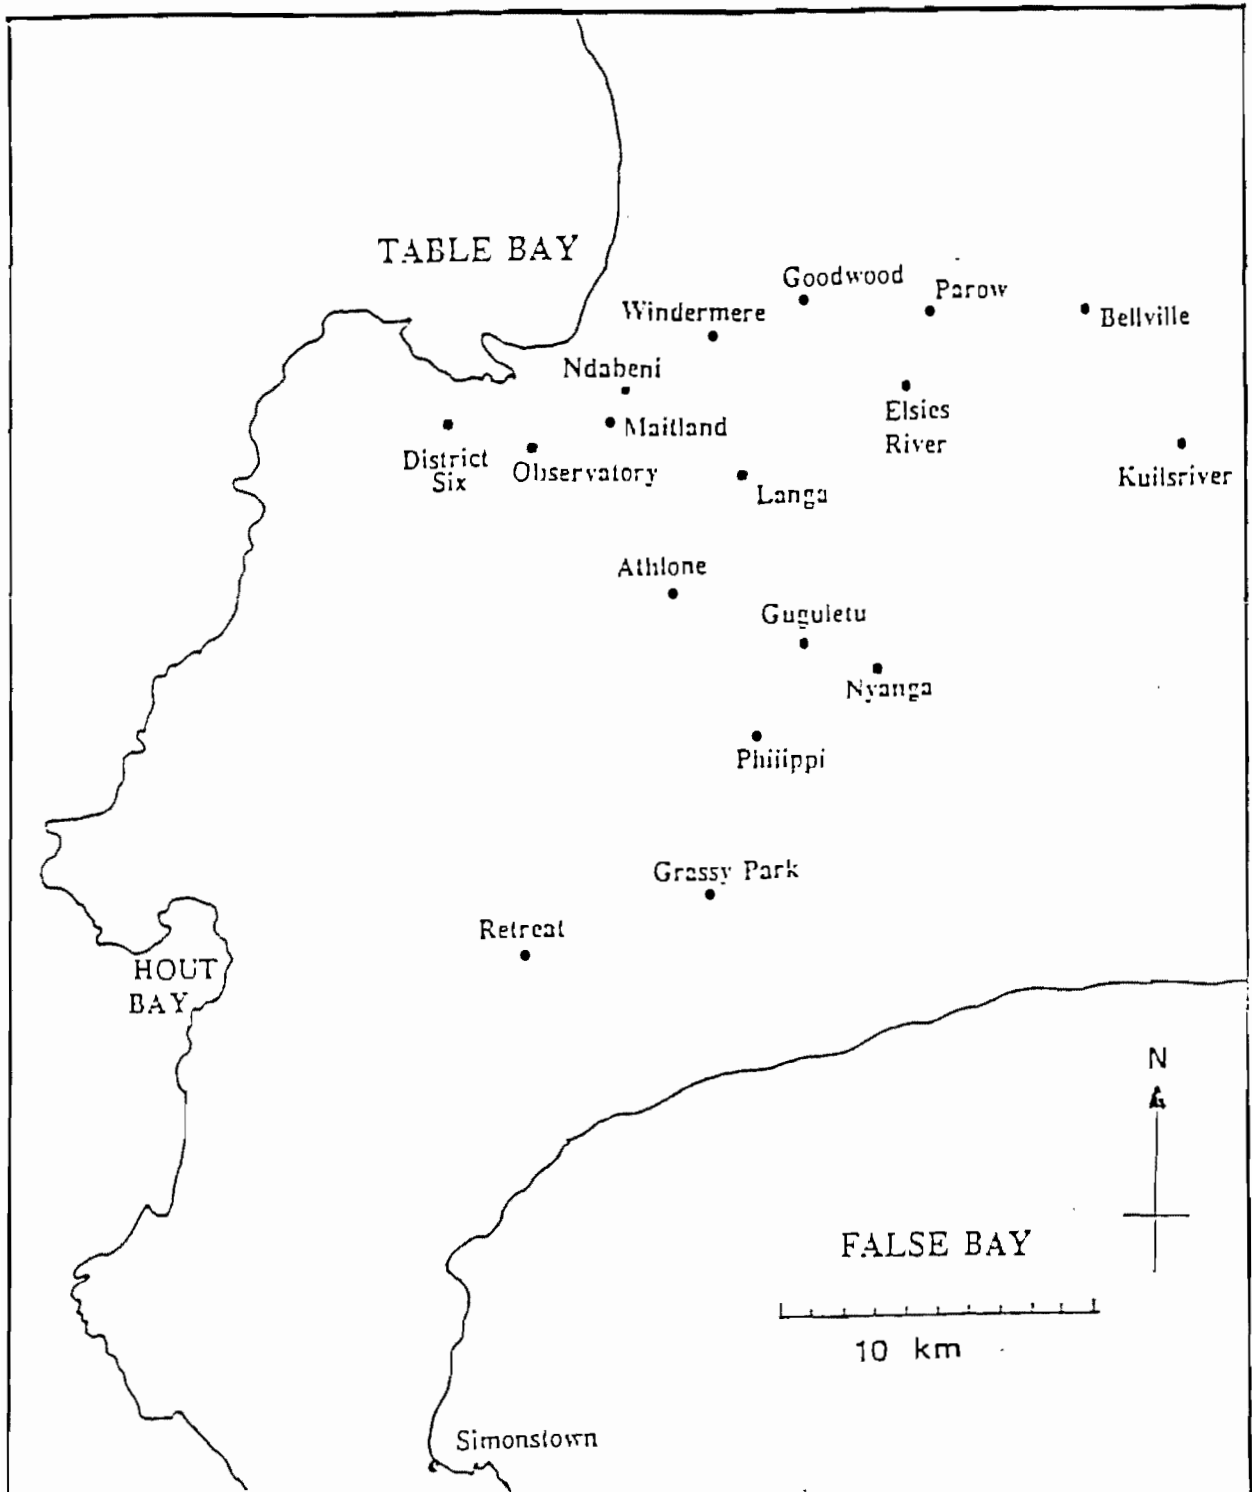 TABLE BAY
Goodwood
Parow
Windermere
Bellville
Ndabeni
Elsies
River
Maitland
District
Six
Observatory
Kuilsriver
Langa
Athlone
Guguletu
Nyanga
Philippi
Grassy Park
Retreat
HOUT
BAY
N
FALSE BAY
10 km
Simonstown